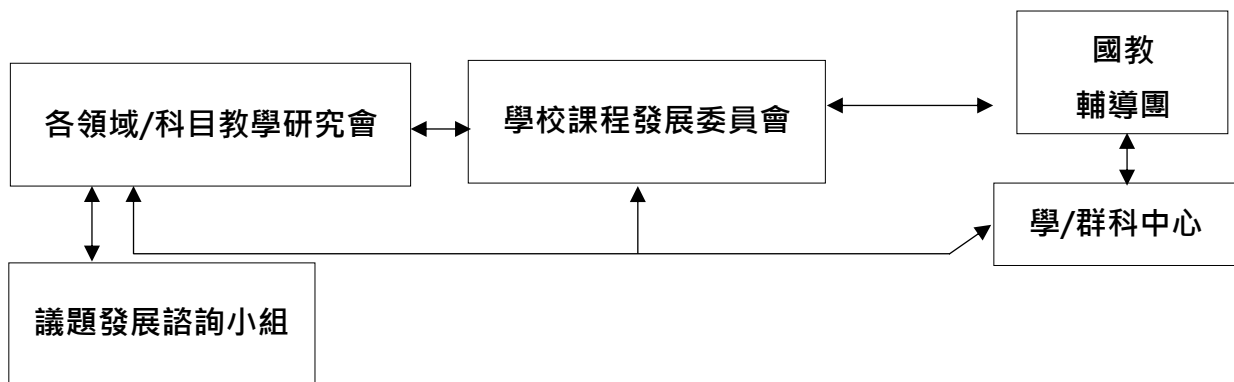 國教
輔導團
各領域/科目教學研究會
學校課程發展委員會
學/群科中心
議題發展諮詢小組